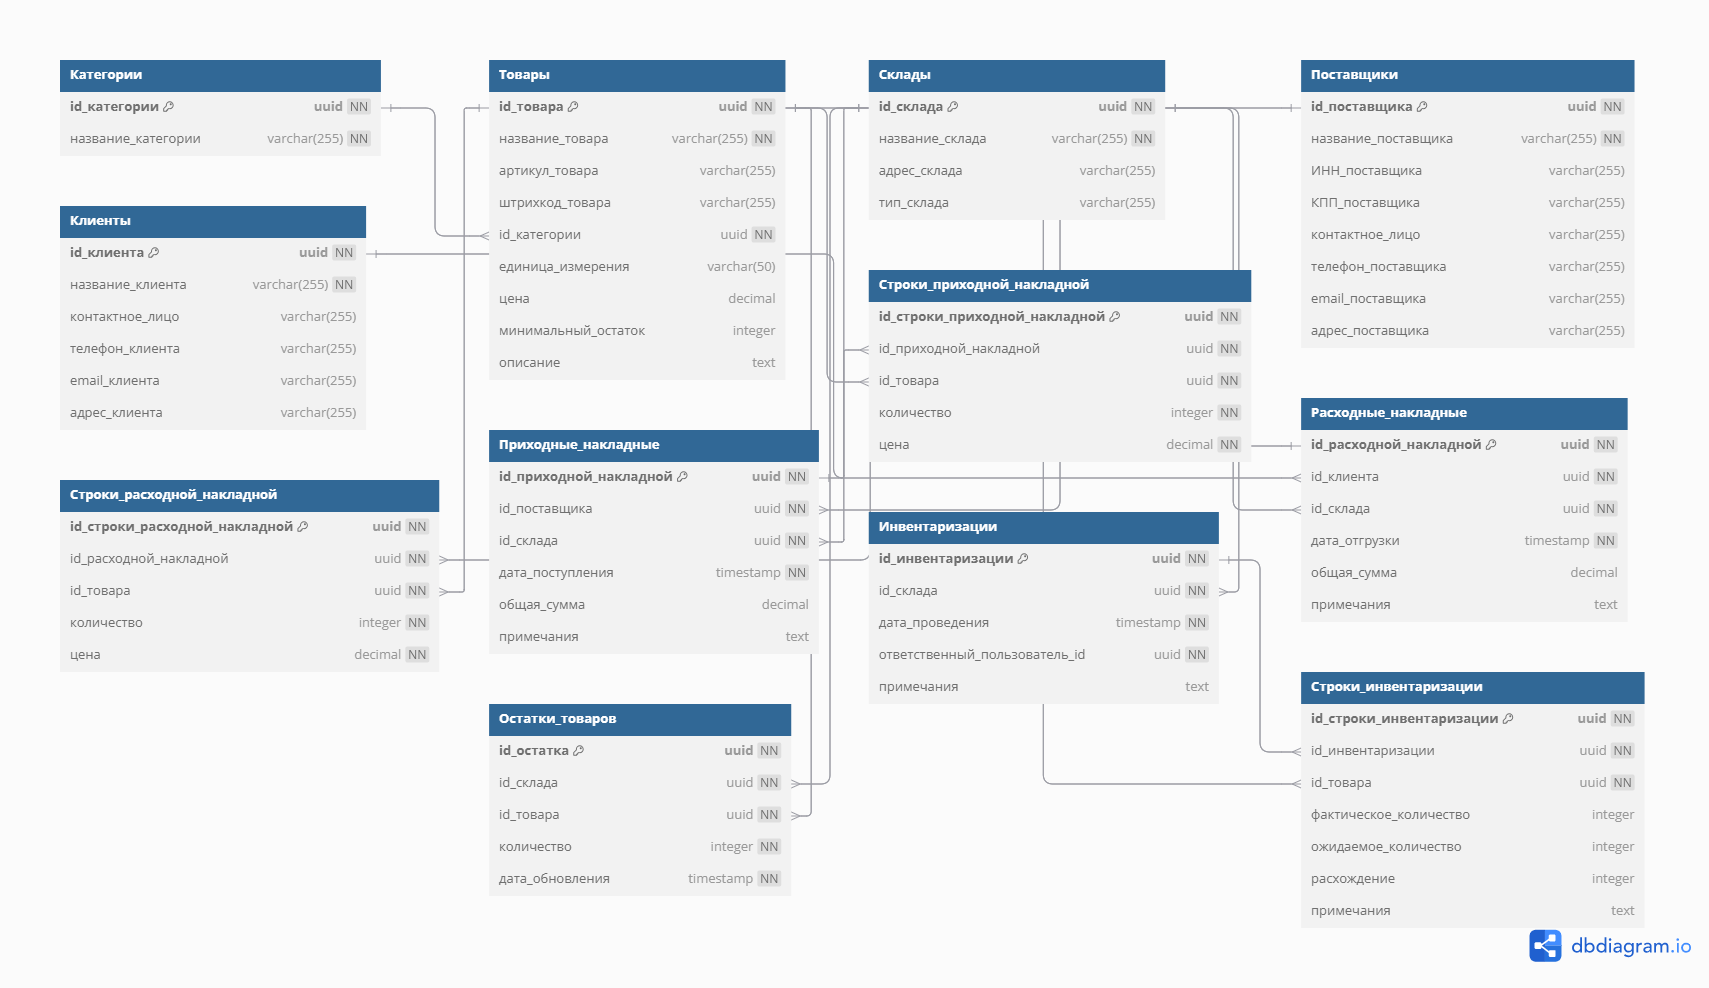 Категории
id_категории uuid NN
название_категории varchar(255) NN
Клиенты
id_клиента uuid NN
название_клиента varchar(255) NN
контактное_лицо varchar(255)
телефон_клиента varchar(255)
email_клиента varchar(255)
адрес_клиента varchar(255)
Строки_расходной_накладной
id_строки_расходной_накладной uuid NN
id_расходной_накладной uuid NN
id_товара uuid NN
количество integer NN
цена decimal NN
Товары
id_товара uuid NN
название_товара varchar(255) NN
артикул_товара varchar(255)
штрихкод_товара varchar(255)
id_категории uuid NN
единица_измерения varchar(50)
цена decimal
минимальный_остаток integer
описание text
Приходные_накладные
id_приходной_накладной uuid NN
id_поставщика uuid NN
id_склада uuid NN
дата_поступления timestamp NN
общая_сумма decimal
примечания text
Остатки_товаров
id_остатка uuid NN
id_склада uuid NN
id_товара uuid NN
количество integer NN
дата_обновления timestamp NN
Склады
id_склада uuid NN
название_склада varchar(255) NN
адрес_склада varchar(255)
тип_склада varchar(255)
Строки_приходной_накладной
id_строки_приходной_накладной uuid NN
id_приходной_накладной uuid NN
id_товара uuid NN
количество integer NN
цена decimal NN
Инвентаризации
id_инвентаризации uuid NN
id_склада uuid NN
дата_проведения timestamp NN
ответственный_пользователь_id uuid NN
примечания text
Поставщики
id_поставщика uuid NN
название_поставщика varchar(255) NN
ИНН_поставщика varchar(255)
КПП_поставщика varchar(255)
контактное_лицо varchar(255)
телефон_поставщика varchar(255)
email_поставщика varchar(255)
адрес_поставщика varchar(255)
Расходные_накладные
id_расходной_накладной uuid NN
id_клиента uuid NN
id_склада uuid NN
дата_отгрузки timestamp NN
общая_сумма decimal
примечания text
Строки_инвентаризации
id_строки_инвентаризации uuid NN
id_инвентаризации uuid NN
id_товара uuid NN
фактическое_количество integer
ожидаемое_количество integer
расхождение integer
примечания text
dbdiagram.io